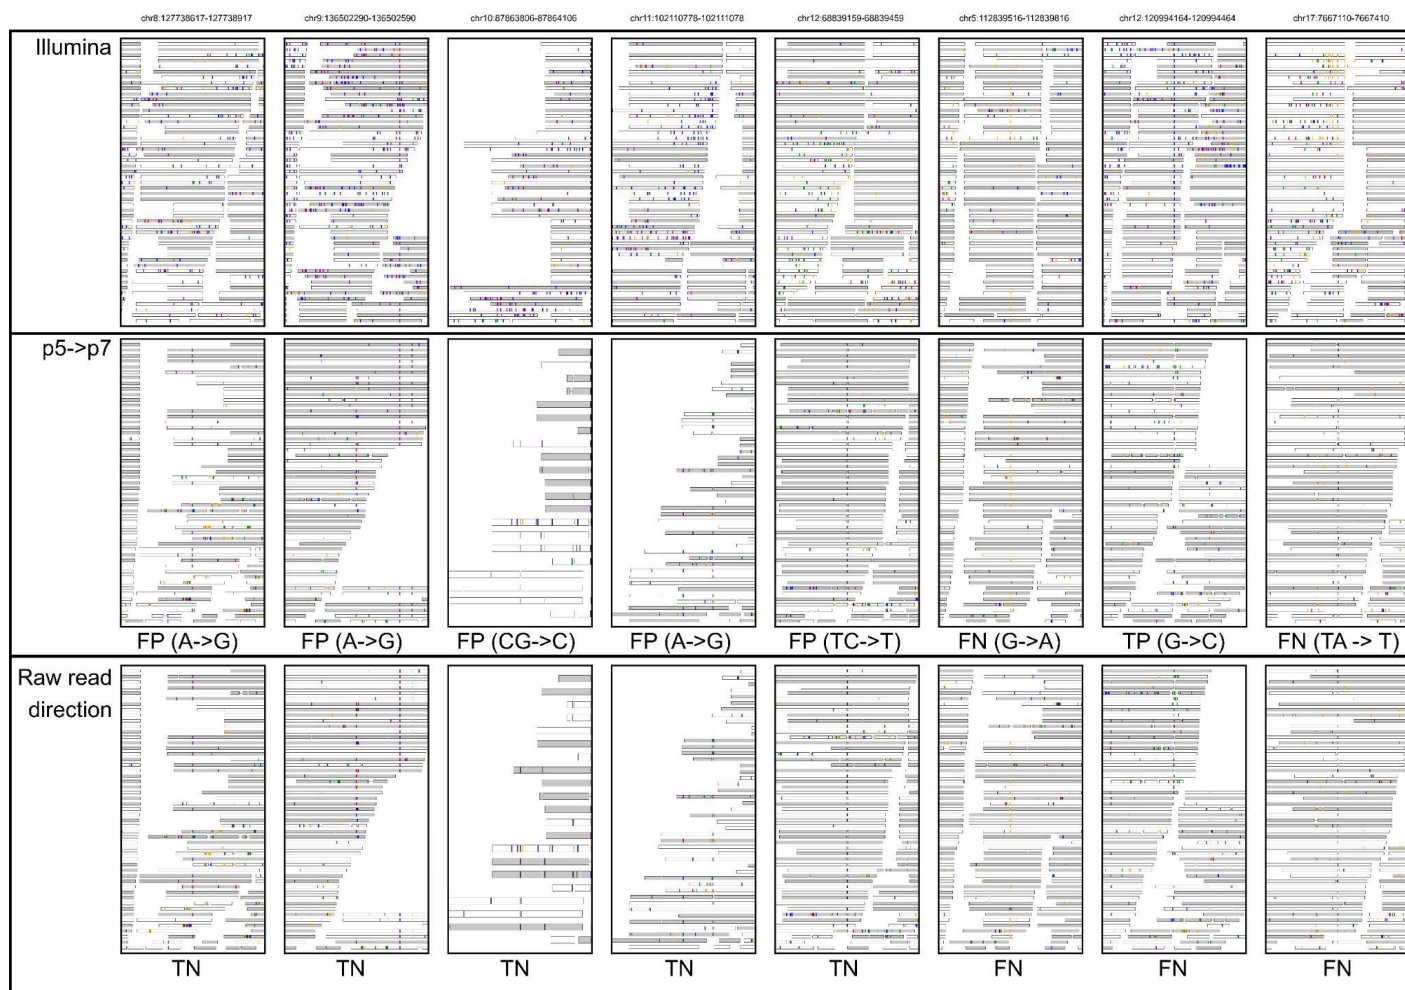 chr8:127738617-127738917 chr9:136502290-136502590 chr10:87863806-87864106 chr11:102110778-102111078 chr12:68839159-68839459 chr5:112839516-112839816 chr12:120994164-120994464 chr17:7667110-7667410
Illumina
p5->p7
FP (A->G) FP (A->G) FP (CG->C) FP (A->G) FP (TC->T) FN (G->A) TP (G->C) FN (TA -> T)
Raw read
direction
TN TN TN TN TN FN FN FN